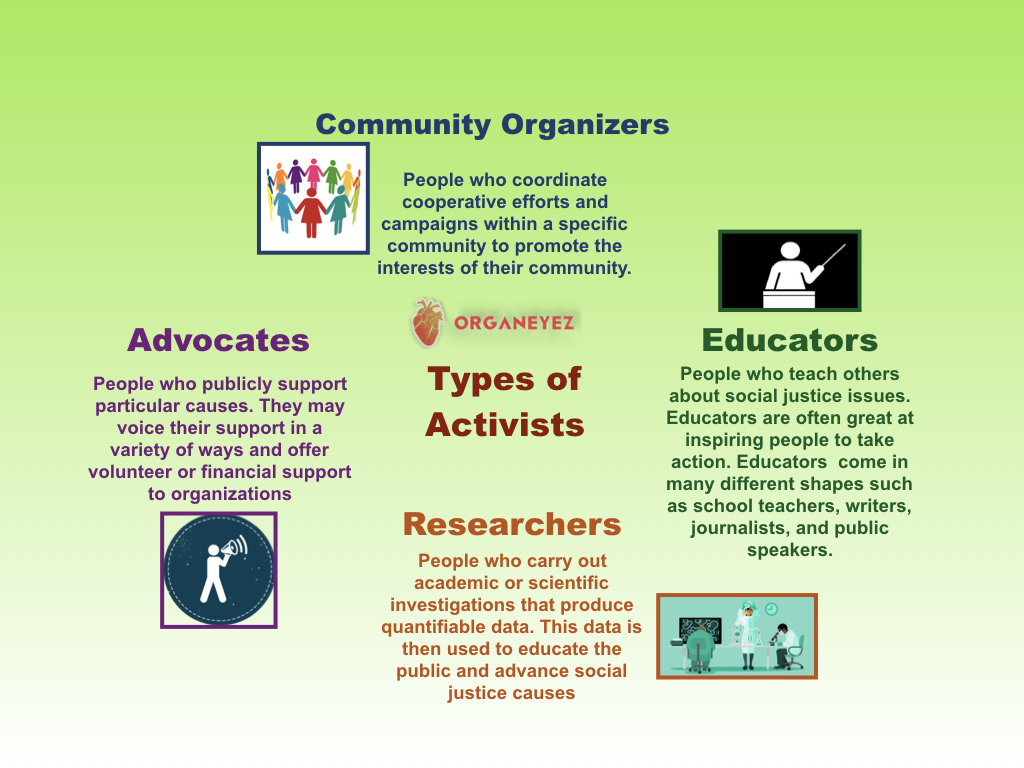 Community Organizers
People who coordinate
cooperative efforts and
campaigns within a specific
community to promote the
interests of their community.
ORGANEYEZ
Types of
Activists
Advocates
People who publicly support
particular causes. They may
voice their support in a
variety of ways and offer
volunteer or financial support
to organizations
Educators
People who teach others
about social justice issues.
Educators are often great at
inspiring people to take
action. Educators  come in
many different shapes such
as school teachers, writers,
journalists, and public
speakers.
Researchers
People who carry out
academic or scientific
investigations that produce
quantifiable data. This data is
then used to educate the
public and advance social
justice causes